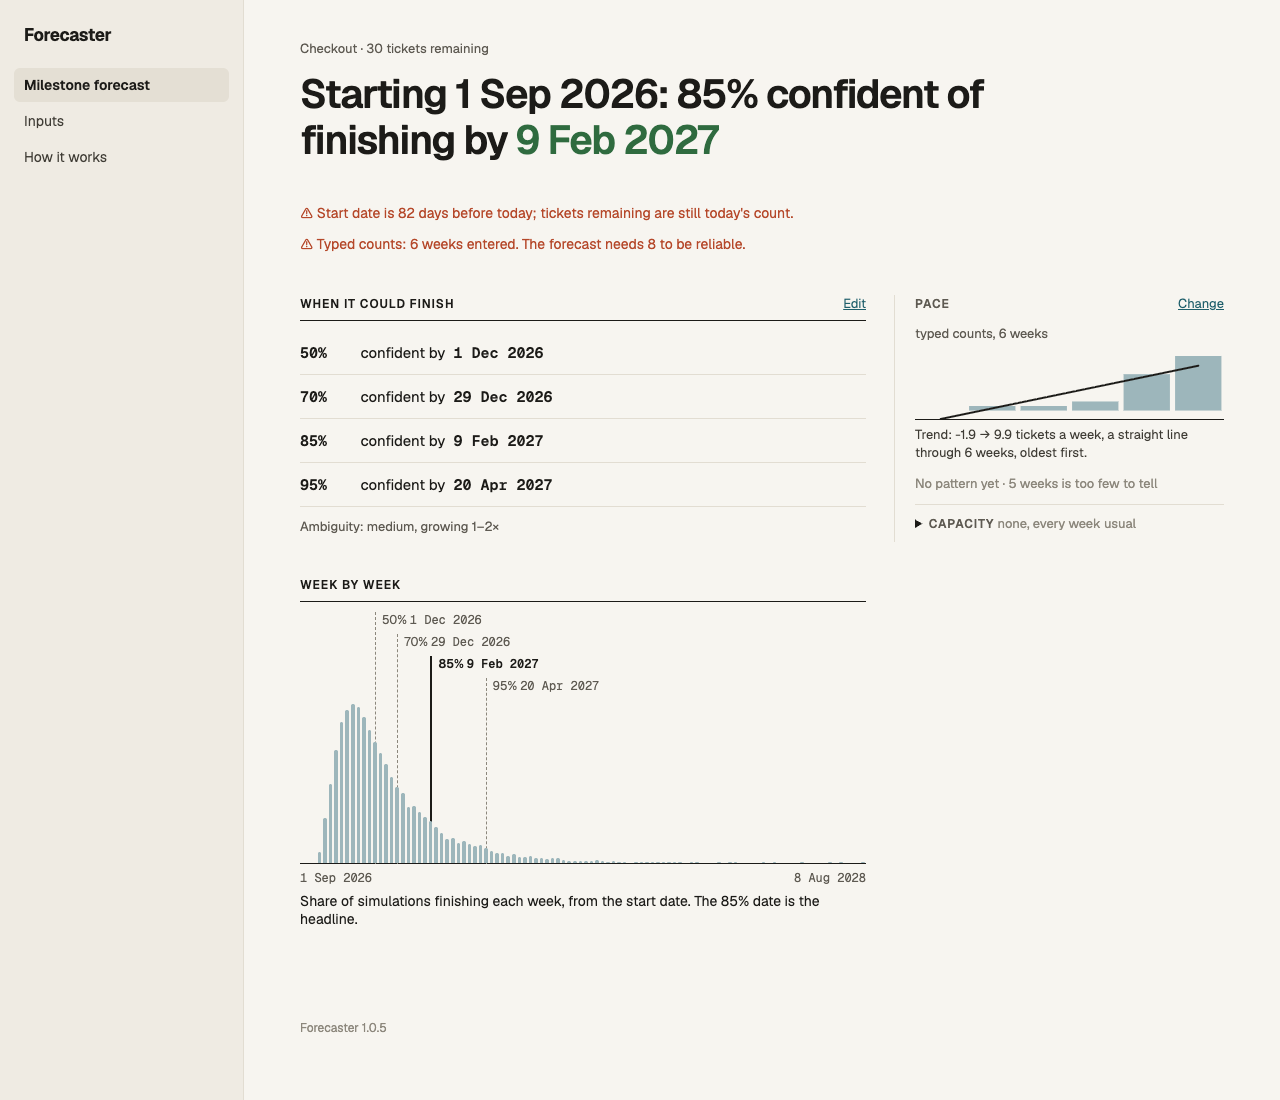 Forecaster
Milestone forecast
Inputs
How it works
Checkout · 30 tickets remaining
Starting 1 Sep 2026: 85% confident of
finishing by 9 Feb 2027
⚠ Start date is 82 days before today; tickets remaining are still today's count.
⚠ Typed counts: 6 weeks entered. The forecast needs 8 to be reliable.
WHEN IT COULD FINISH Edit
50% confident by 1 Dec 2026
70% confident by 29 Dec 2026
85% confident by 9 Feb 2027
95% confident by 20 Apr 2027
Ambiguity: medium, growing 1–2×
PACE Change
typed counts, 6 weeks
Trend: -1.9 → 9.9 tickets a week, a straight line
through 6 weeks, oldest first.
No pattern yet · 5 weeks is too few to tell
▶ CAPACITY none, every week usual
WEEK BY WEEK
50% 1 Dec 2026
70% 29 Dec 2026
85% 9 Feb 2027
95% 20 Apr 2027
1 Sep 2026 8 Aug 2028
Share of simulations finishing each week, from the start date. The 85% date is the
headline.
Forecaster 1.0.5